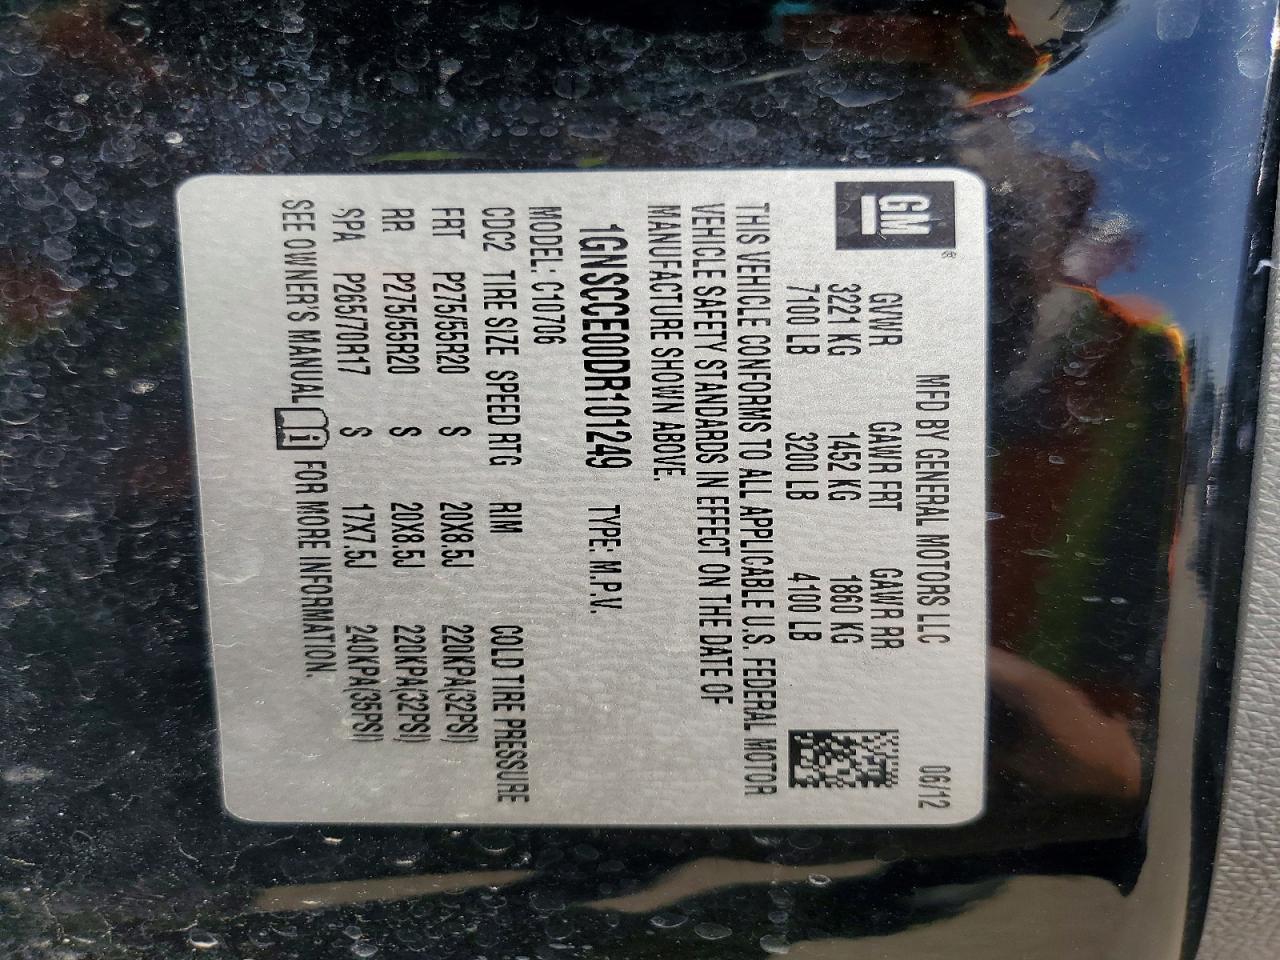 GM®
MFD BY GENERAL MOTORS LLC 06/12
GVWR GAWR FRT GAWR RR
3221 KG 1452 KG 1860 KG
7100 LB 3200 LB 4100 LB
THIS VEHICLE CONFORMS TO ALL APPLICABLE U.S. FEDERAL MOTOR
VEHICLE SAFETY STANDARDS IN EFFECT ON THE DATE OF
MANUFACTURE SHOWN ABOVE.
1GNSCCE00DR101249 TYPE: M.P.V.
MODEL: C10706
CDC2 TIRE SIZE SPEED RTG RIM COLD TIRE PRESSURE
FRT P275/55R20 S 20X8.5J 220KPA(32PSI)
RR P275/55R20 S 20X8.5J 220KPA(32PSI)
SPA P265/70R17 S 17X7.5J 240KPA(35PSI)
SEE OWNER'S MANUAL i FOR MORE INFORMATION.